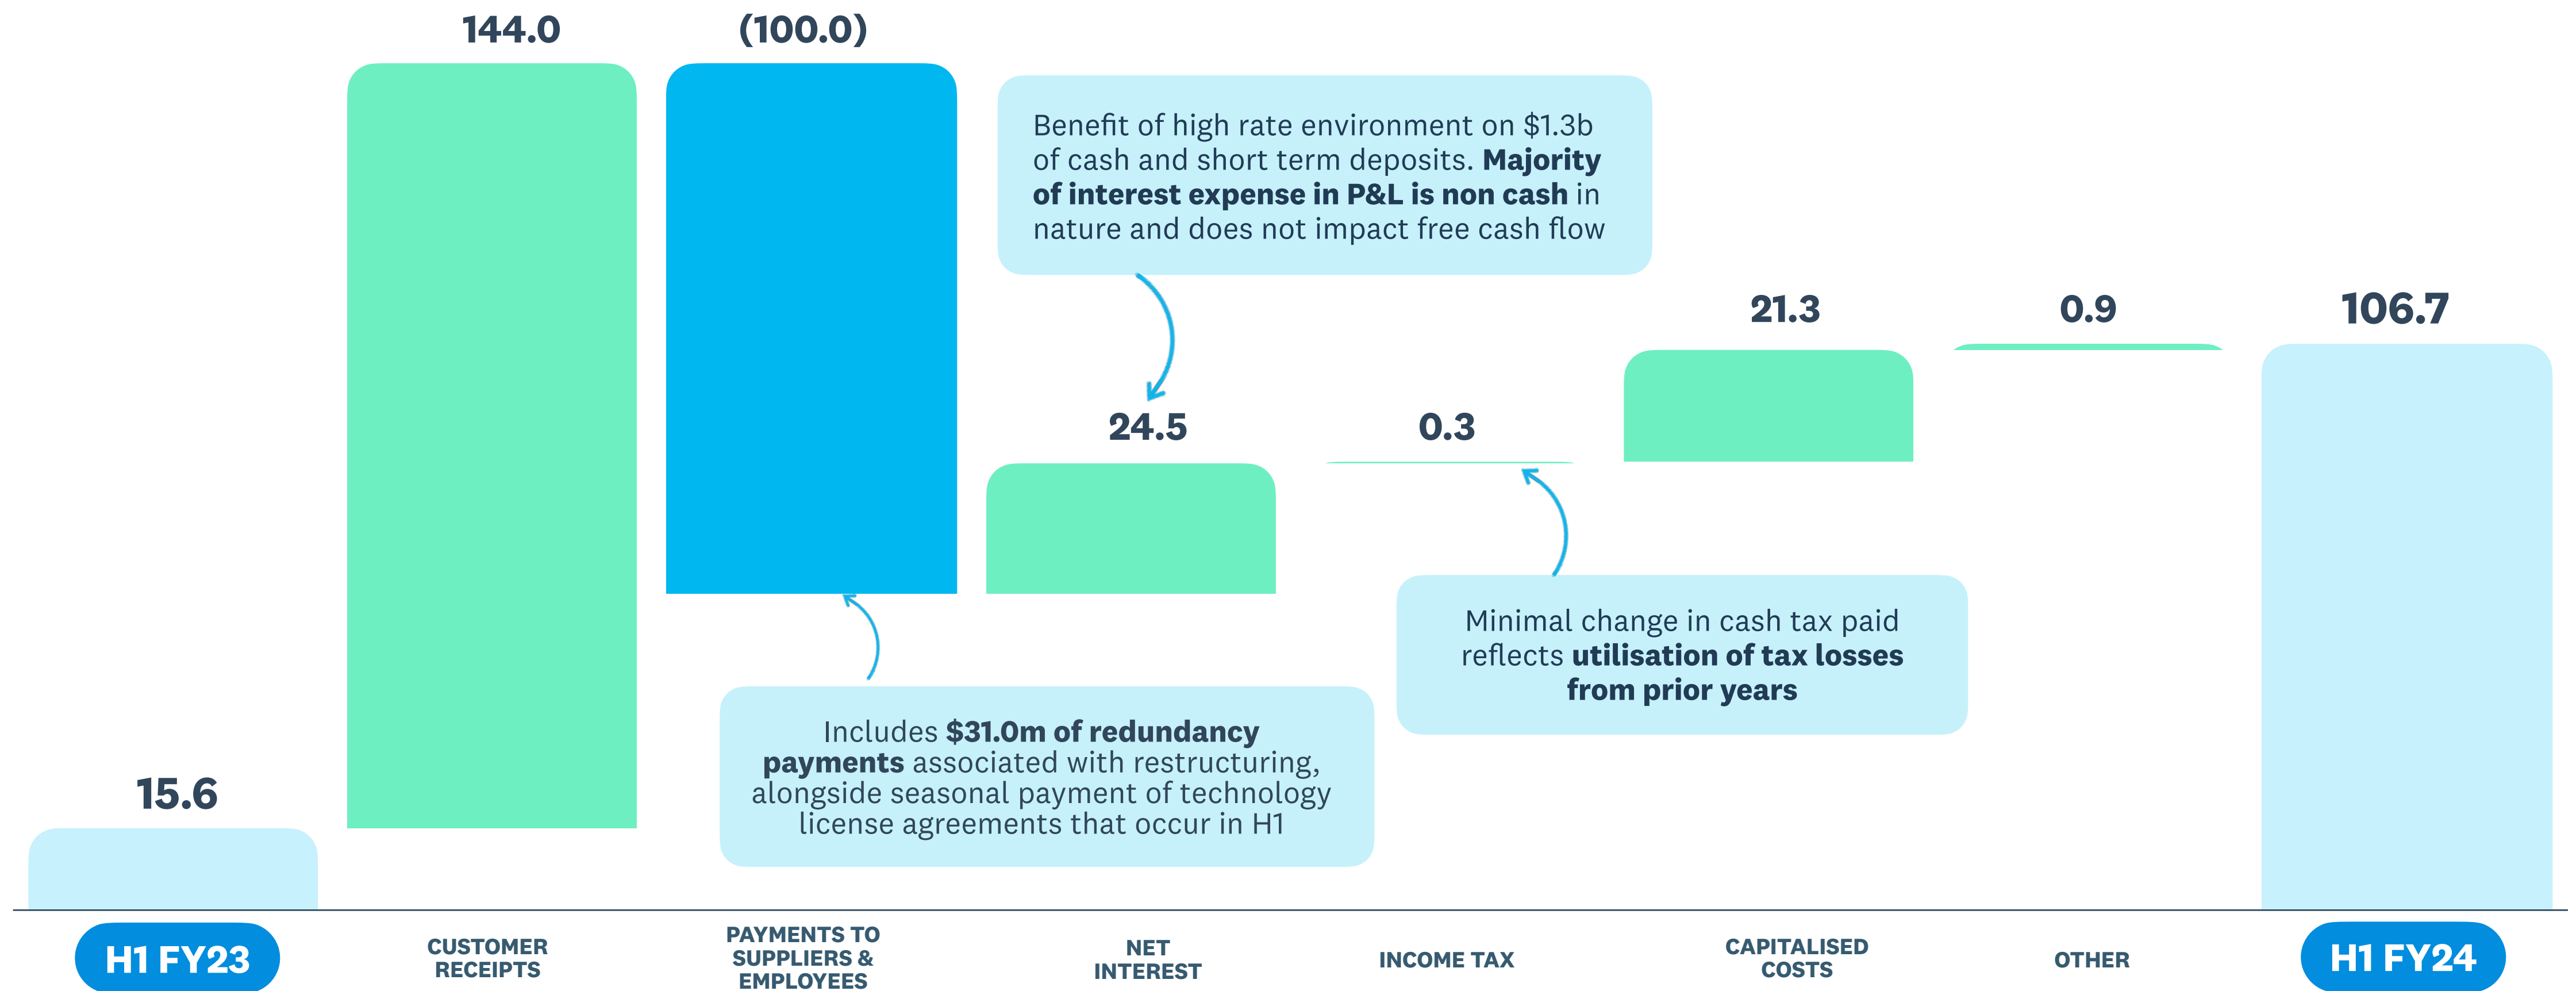 144.0
(100.0)
Benefit of high rate environment on $1.3b
of cash and short term deposits. Majority
of interest expense in P&L is non cash in
nature and does not impact free cash flow
21.3
0.9
106.7
24.5
0.3
Minimal change in cash tax paid
reflects utilisation of tax losses
from prior years
Includes $31.0m of redundancy
payments associated with restructuring,
alongside seasonal payment of technology
license agreements that occur in H1
15.6
H1 FY23
CUSTOMER
RECEIPTS
PAYMENTS TO
SUPPLIERS &
EMPLOYEES
NET
INTEREST
INCOME TAX
CAPITALISED
COSTS
OTHER
H1 FY24